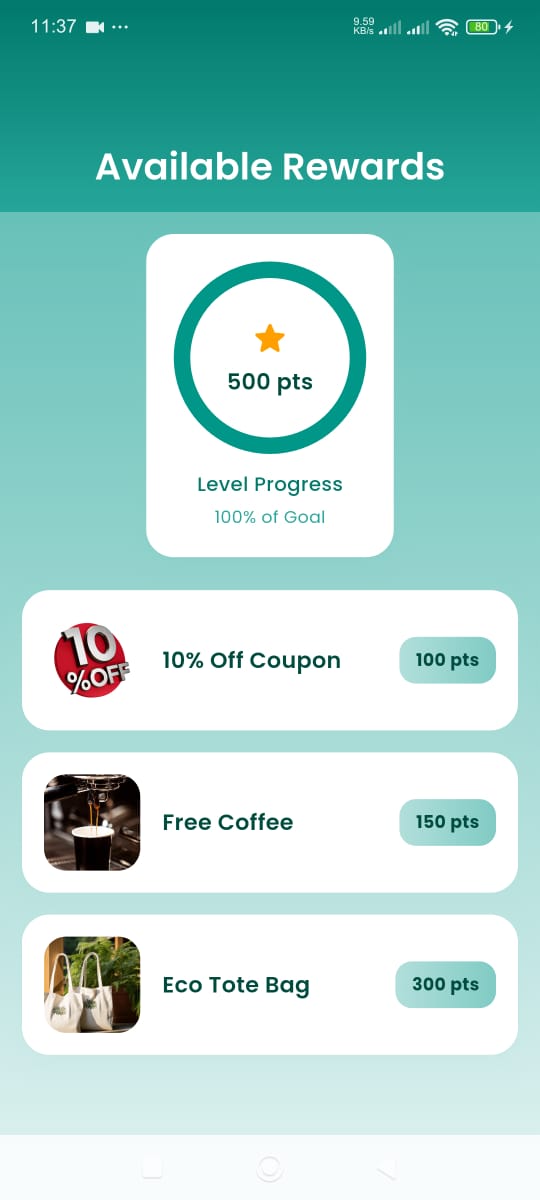 11:37
9.59
KB/s
80
Available Rewards
500 pts
Level Progress
100% of Goal
10
%OFF
10% Off Coupon
100 pts
Free Coffee
150 pts
Eco Tote Bag
300 pts